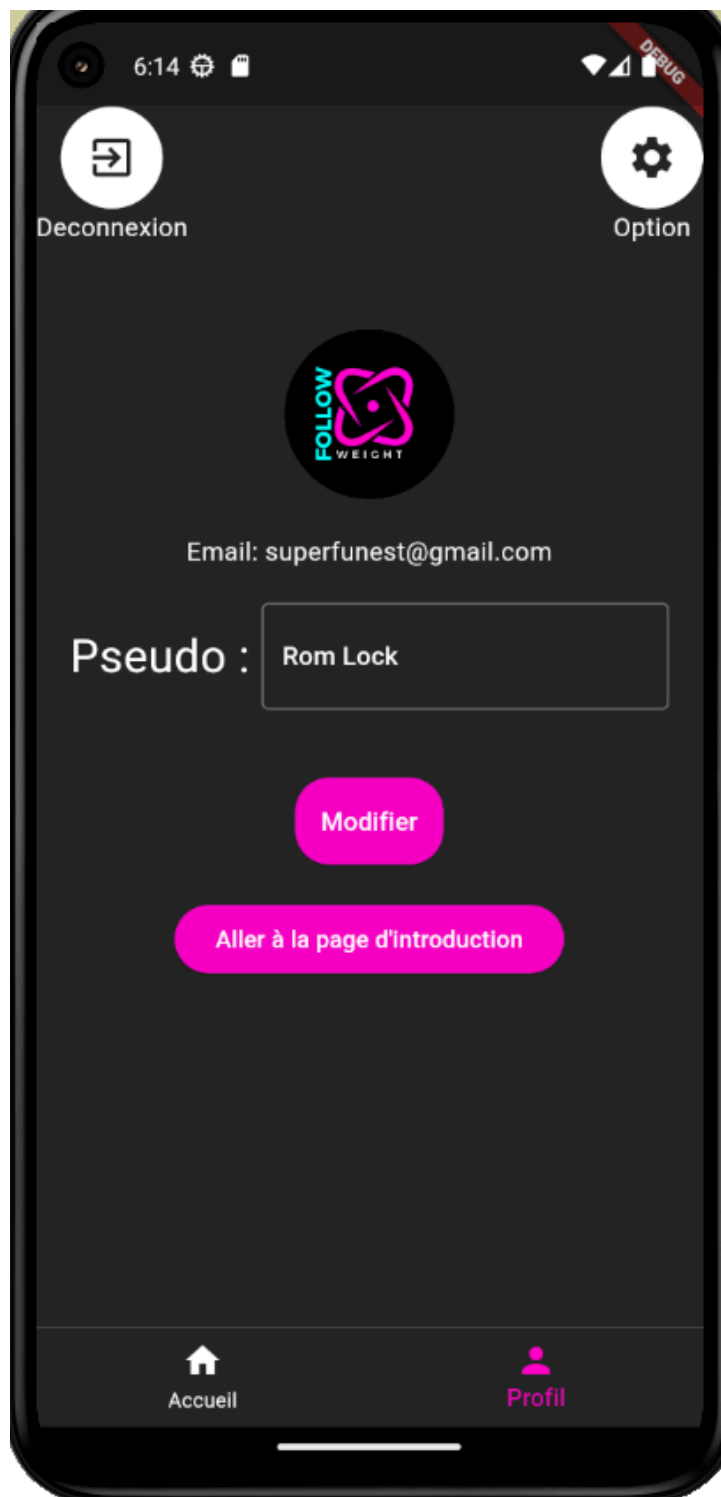 6:14
DEBUG
Deconnexion
Option
FOLLOW
WEIGHT
Email: superfunest@gmail.com
Pseudo : Rom Lock
Modifier
Aller à la page d'introduction
Accueil
Profil